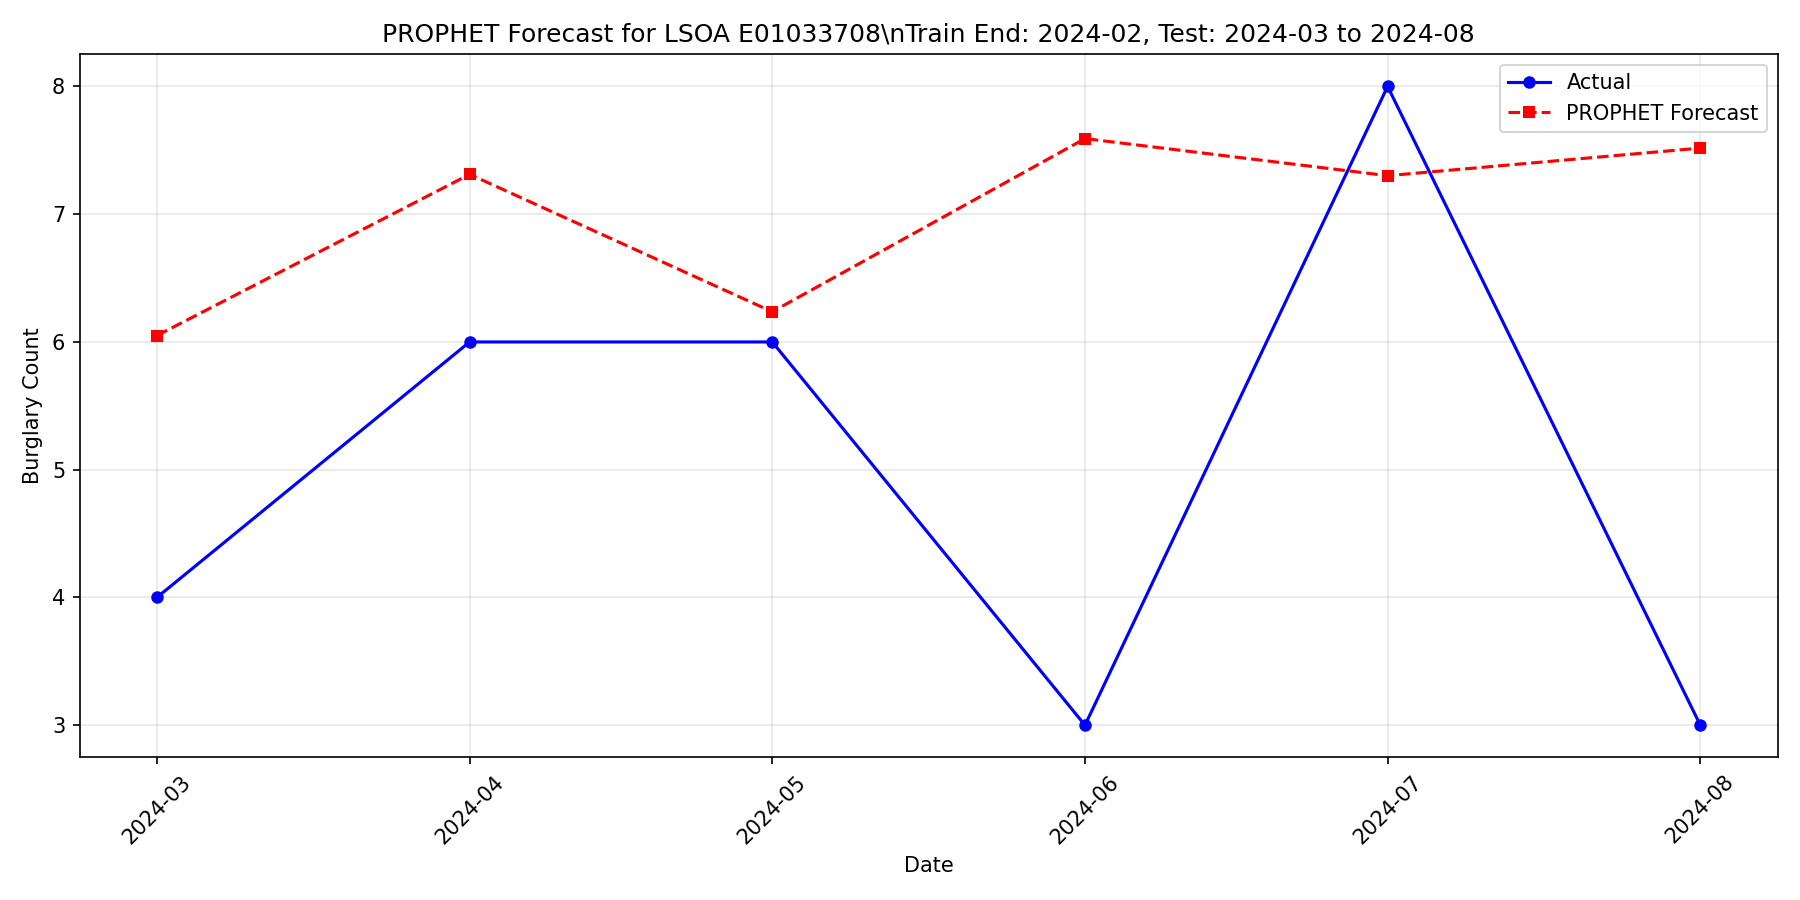 PROPHET Forecast for LSOA E01033708\nTrain End: 2024-02, Test: 2024-03 to 2024-08
Actual
PROPHET Forecast
Burglary Count
8
7
6
5
4
3
2024-03
2024-04
2024-05
2024-06
2024-07
2024-08
Date